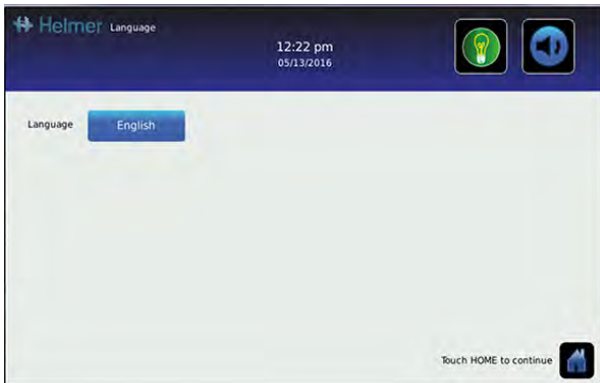 Helmer Language
12:22 pm
05/13/2016
Language English
Touch HOME to continue